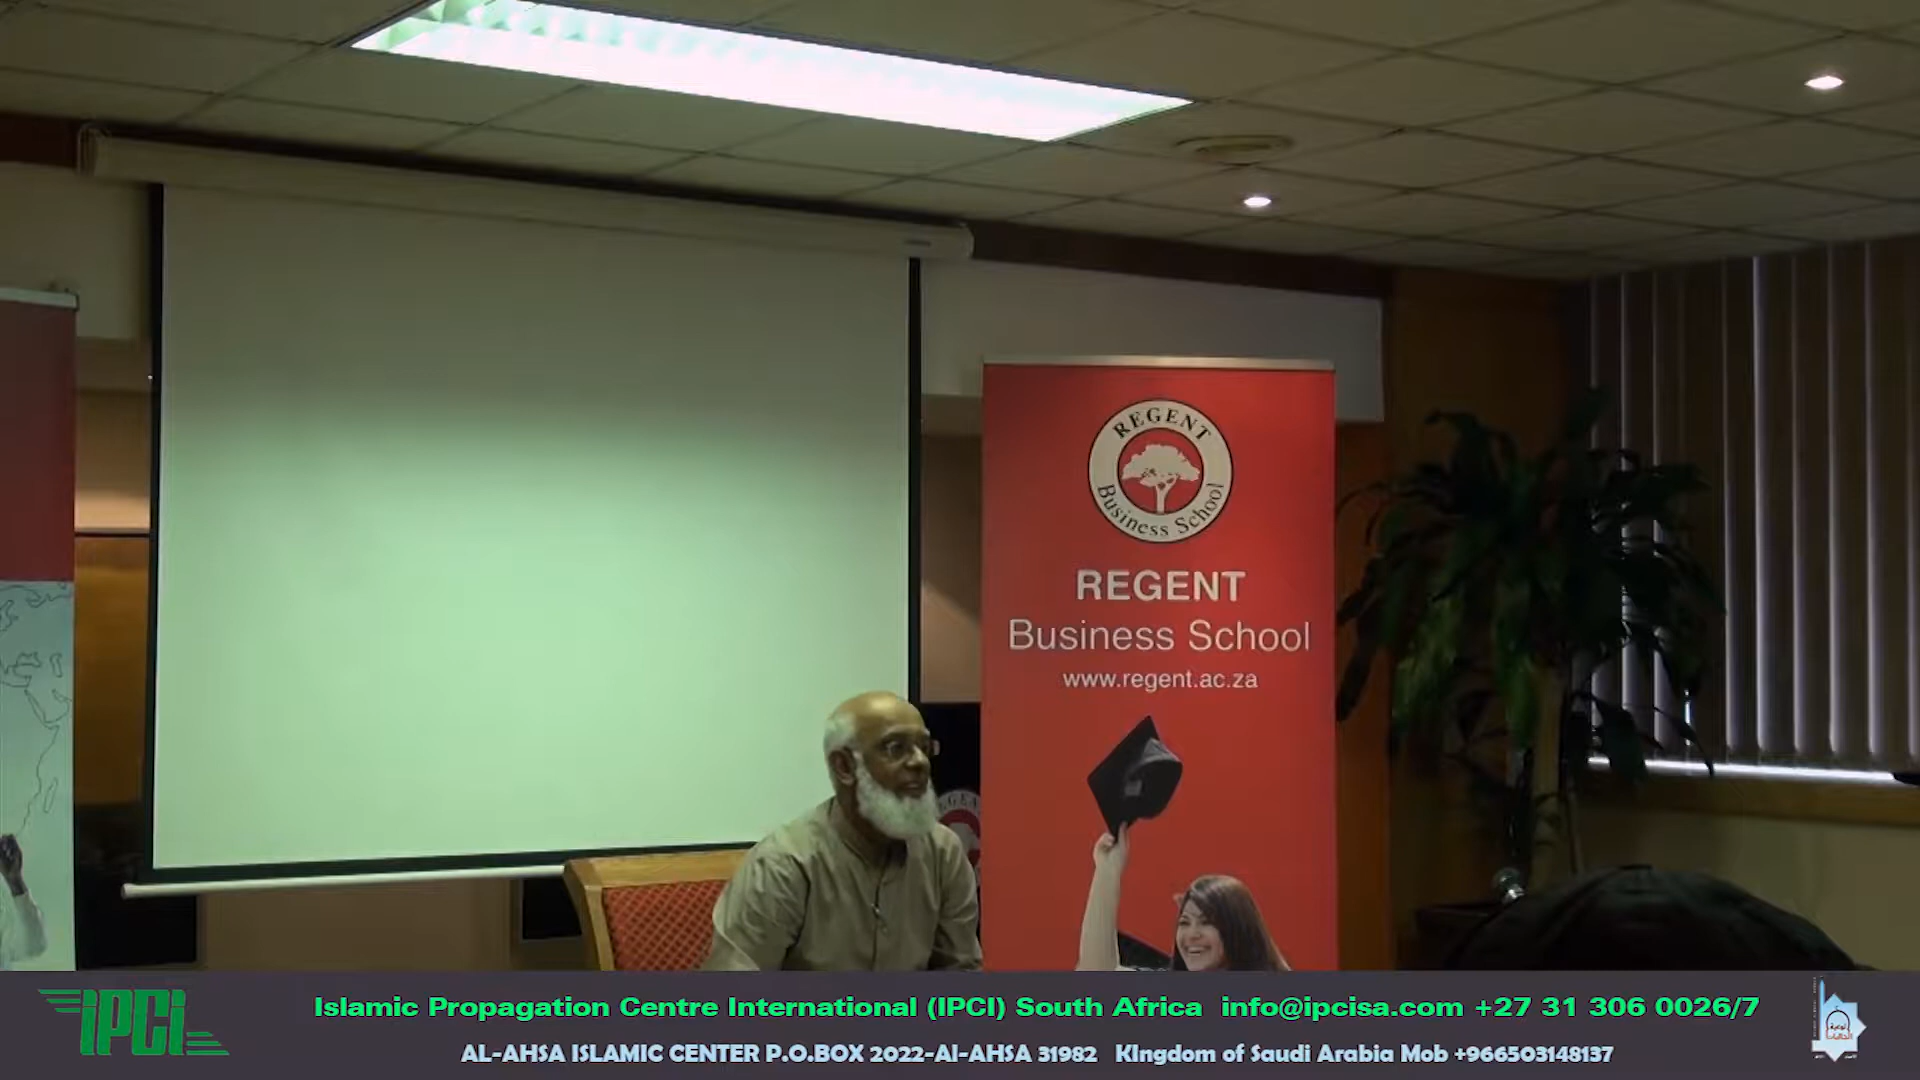 REGENT
Business School
REGENT
Business School
www.regent.ac.za
iPCi
Islamic Propagation Centre International (IPCI) South Africa info@ipcisa.com +27 31 306 0026/7
AL-AHSA ISLAMIC CENTER P.O.BOX 2022-Al-AHSA 31982 KIngdom of Saudi Arabia Mob +966503148137